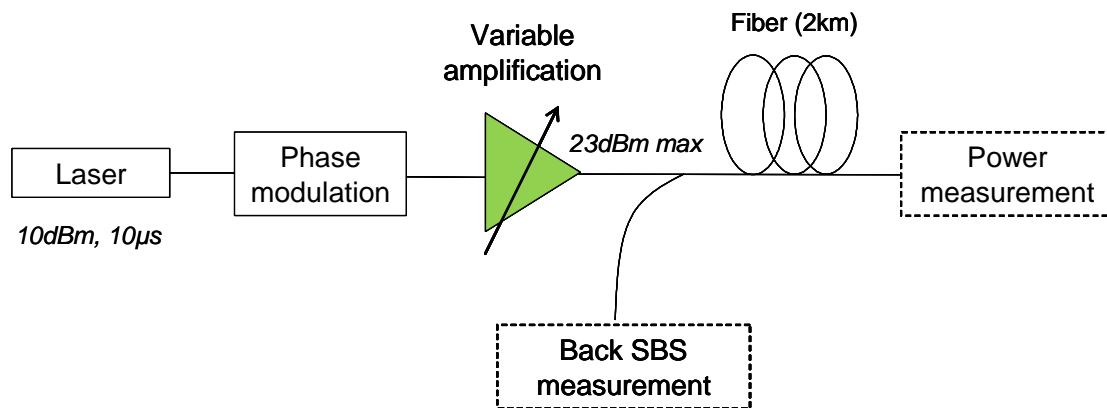 Fiber (2km)
Variable
amplification
23dBm max
Phase
modulation
Laser
Power
measurement
10dBm, 10µs
Back SBS
measurement